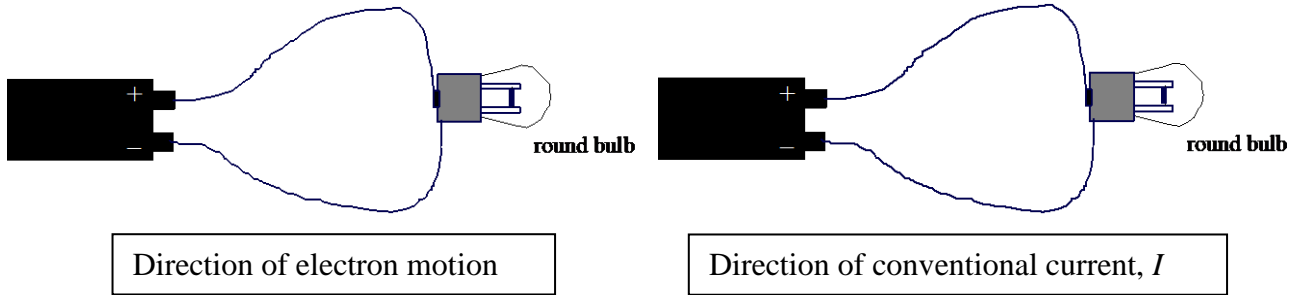 +
–
round bulb
Direction of electron motion
+
–
round bulb
Direction of conventional current, I